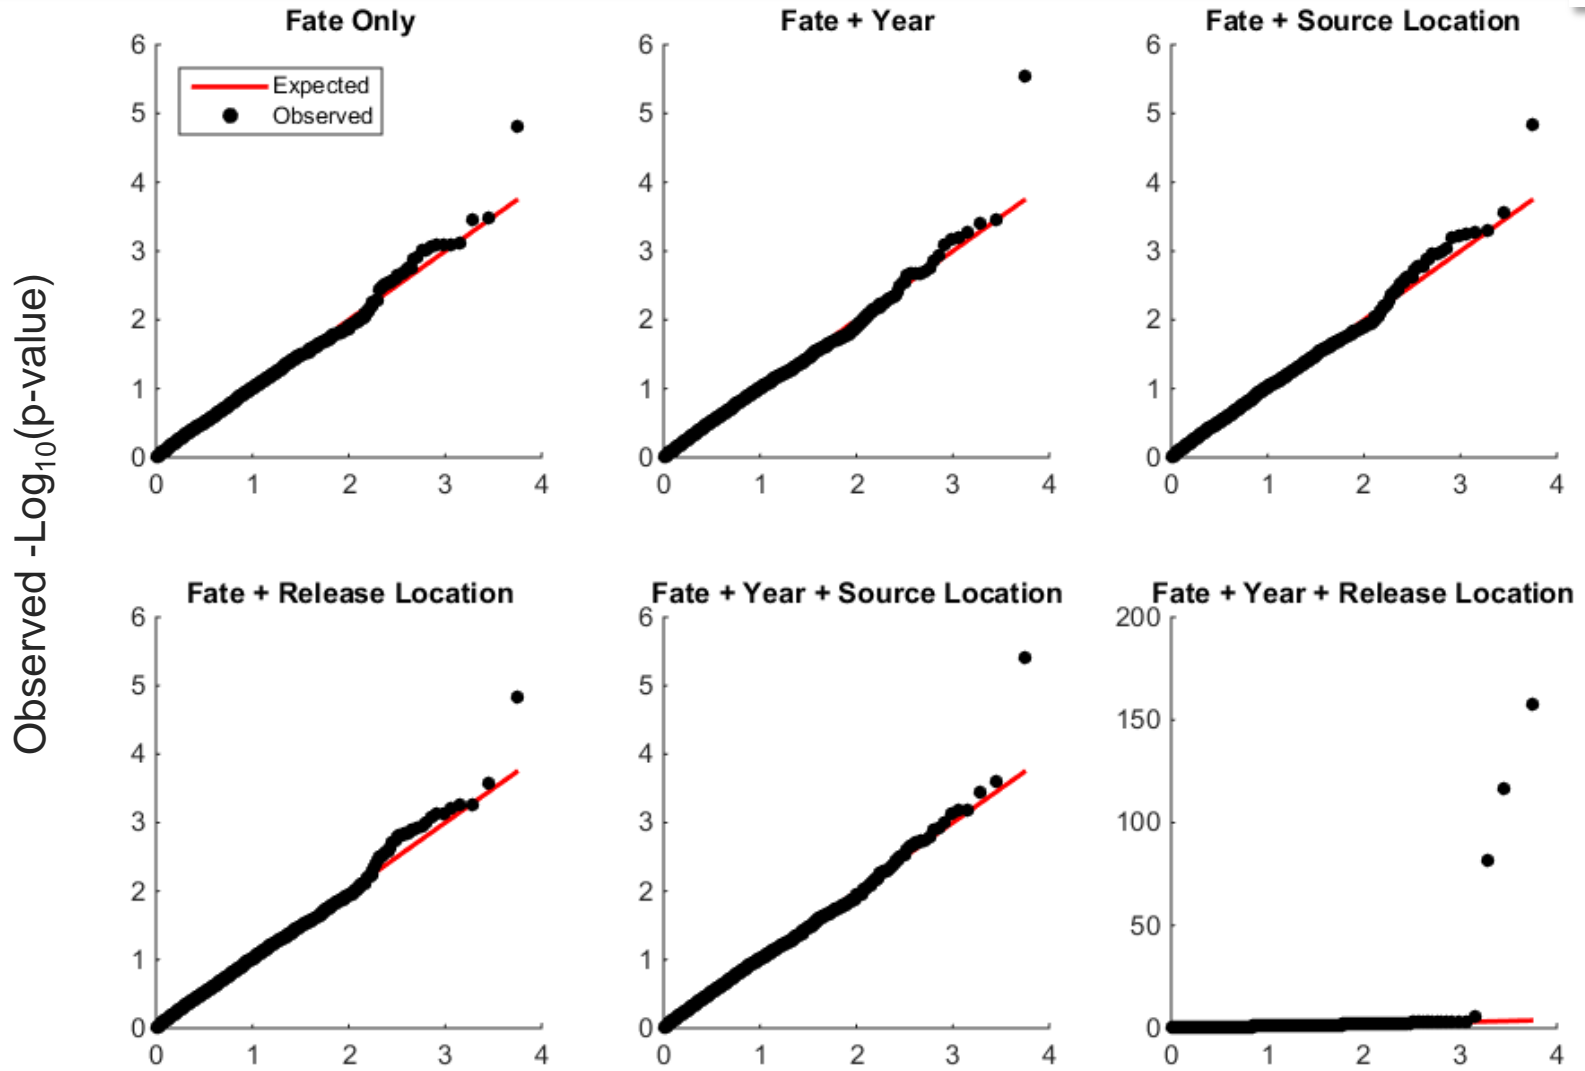 Fate Only
Fate + Year
Fate + Source Location
Expected
Observed
6
5
4
3
2
1
0
0 1 2 3 4
6
5
4
3
2
1
0
0 1 2 3 4
6
5
4
3
2
1
0
0 1 2 3 4
Observed -Log10(p-value)
Fate + Release Location
Fate + Year + Source Location
Fate + Year + Release Location
6
5
4
3
2
1
0
0 1 2 3 4
6
5
4
3
2
1
0
0 1 2 3 4
200
150
100
50
0
0 1 2 3 4